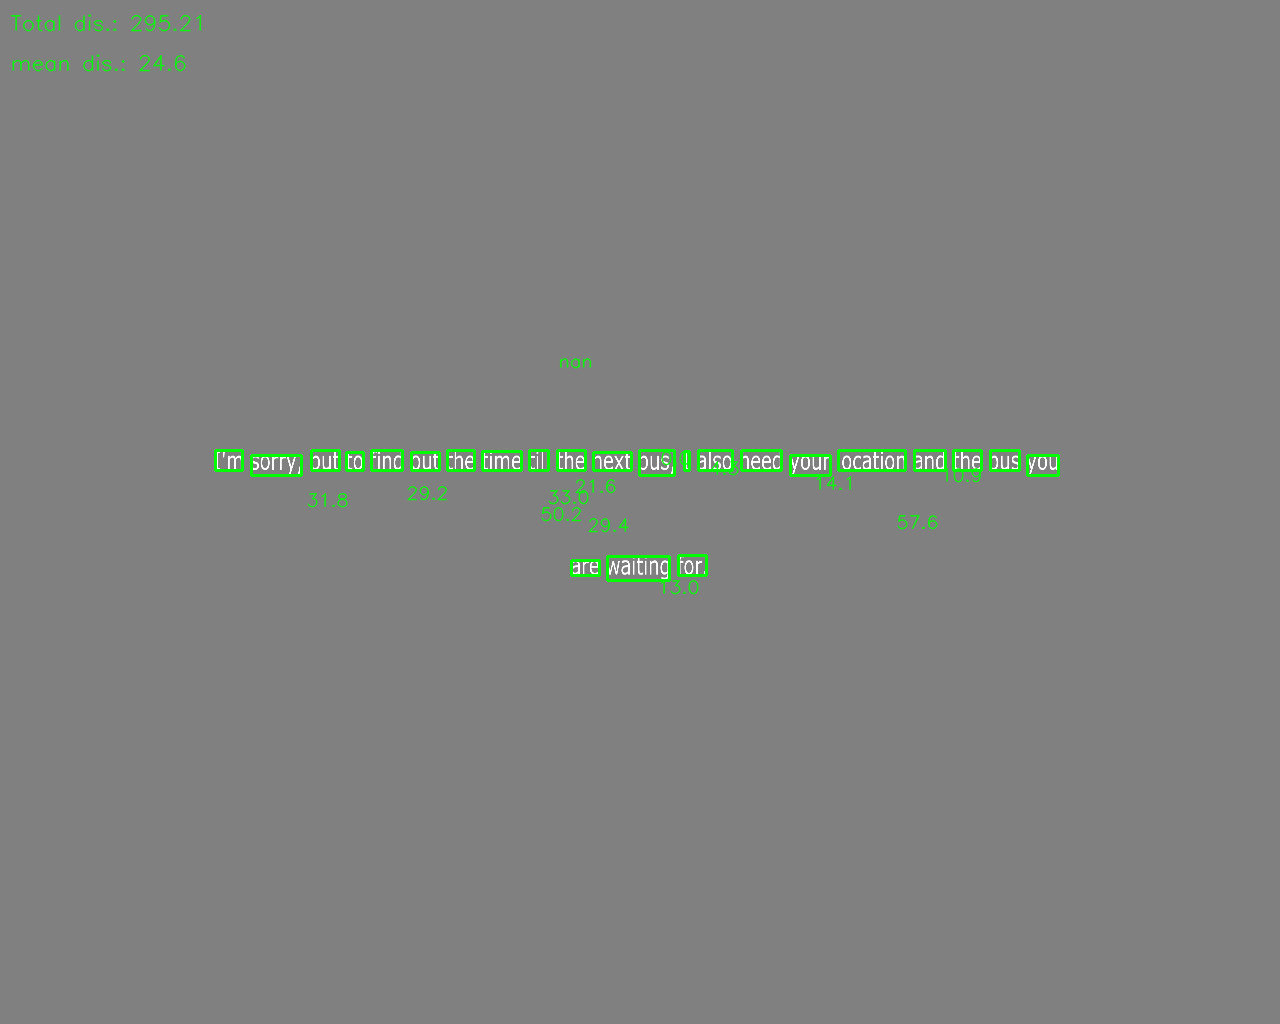 Total dis.: 295.21
mean dis.: 24.6
nan
I'm sorry, but to find out the time til the next bus, I also need your location and the bus you
10.9
14.1
21.6
29.2
33.0
31.8
50.2
57.6
29.4
are waiting for.
13.0